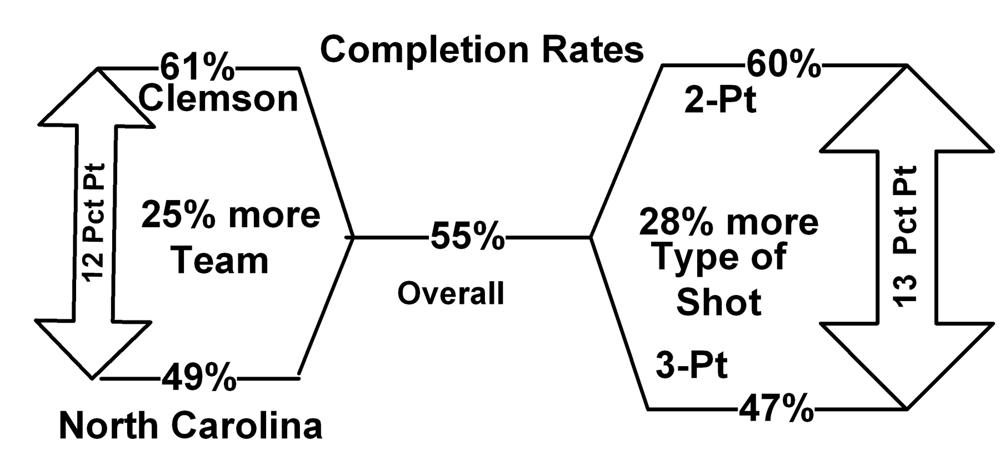 Completion Rates
61%
Clemson
12 Pct Pt
25% more
Team
49%
North Carolina
55%
Overall
60%
2-Pt
28% more
Type of
Shot
13 Pct Pt
3-Pt
47%